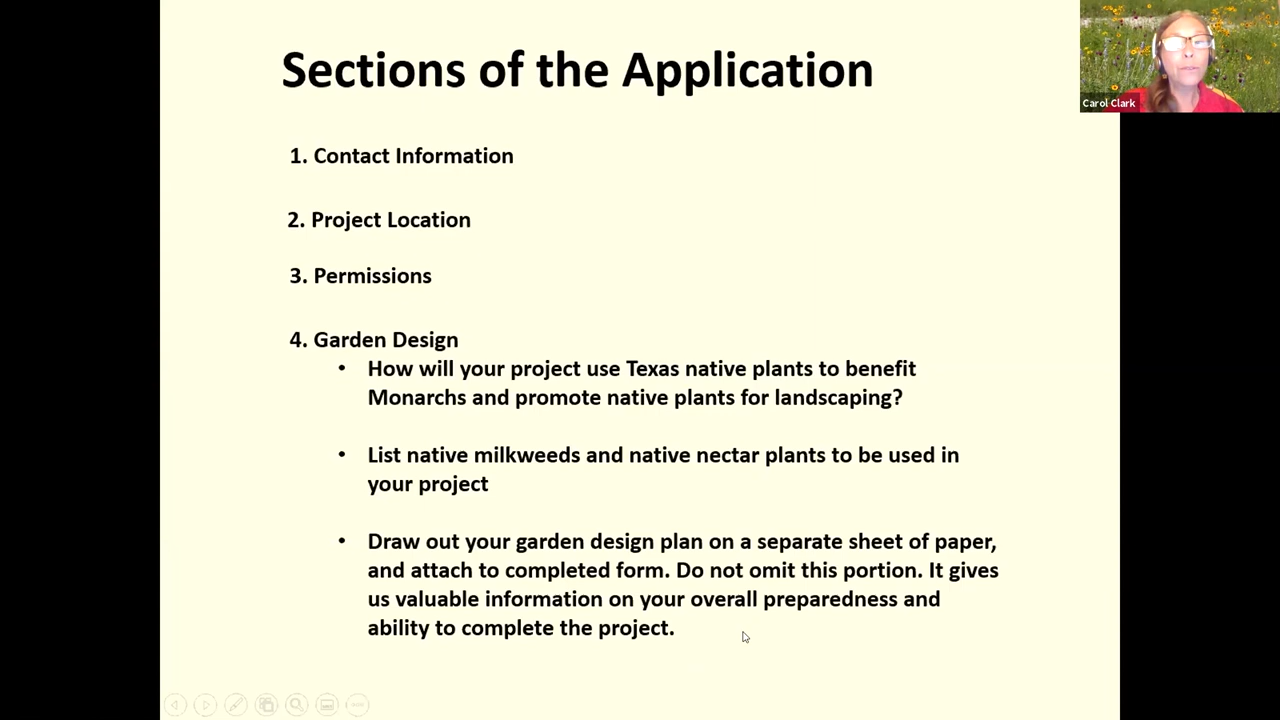 Sections of the Application
Carol Clark
1. Contact Information
2. Project Location
3. Permissions
4. Garden Design
• How will your project use Texas native plants to benefit
Monarchs and promote native plants for landscaping?
• List native milkweeds and native nectar plants to be used in
your project
• Draw out your garden design plan on a separate sheet of paper,
and attach to completed form. Do not omit this portion. It gives
us valuable information on your overall preparedness and
ability to complete the project.